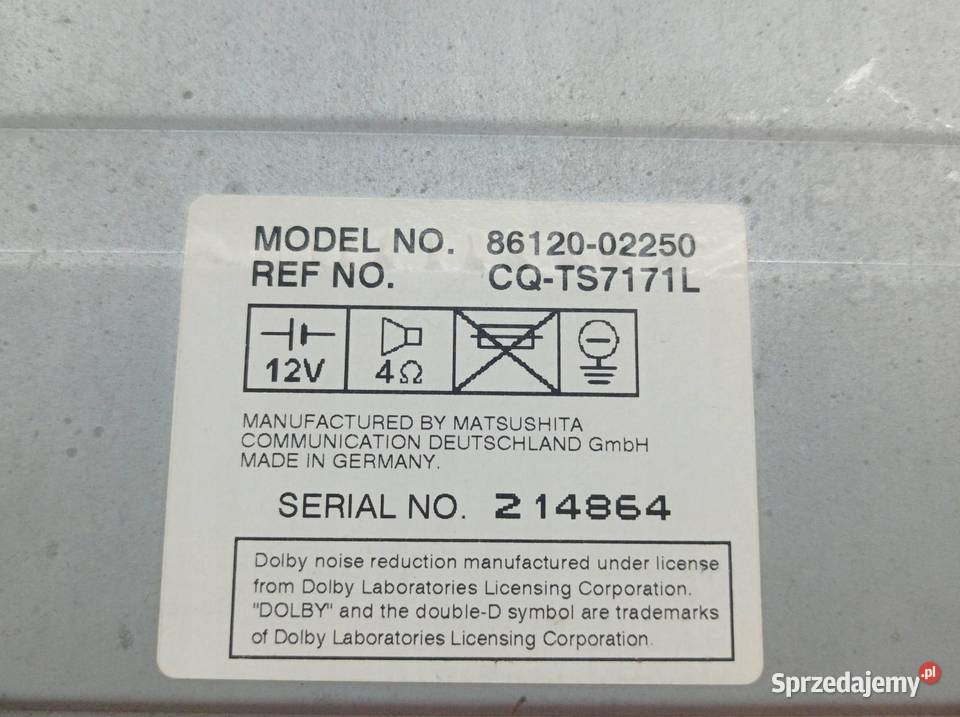 MODEL NO. 86120-02250
REF NO. CQ-TS7171L
12V 4Ω
MANUFACTURED BY MATSUSHITA
COMMUNICATION DEUTSCHLAND GmbH
MADE IN GERMANY.
SERIAL NO. 214864
Dolby noise reduction manufactured under license
from Dolby Laboratories Licensing Corporation.
"DOLBY" and the double-D symbol are trademarks
of Dolby Laboratories Licensing Corporation.
Sprzedajemy.pl